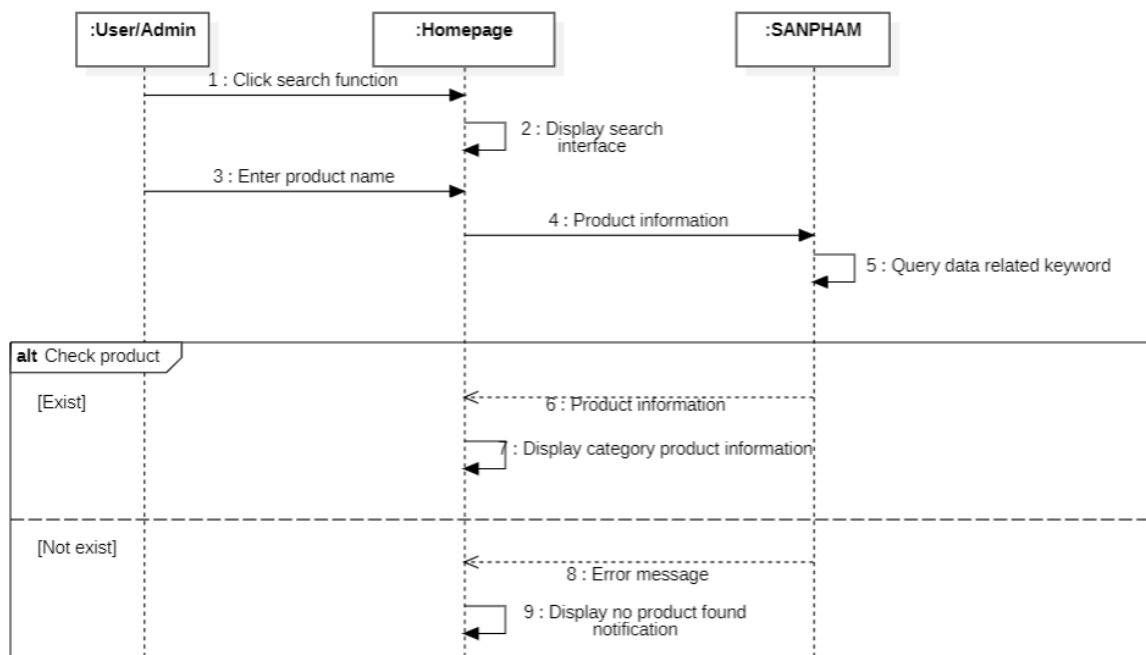 :User/Admin
:Homepage
:SANPHAM
1 : Click search function
2 : Display search
interface
3 : Enter product name
4 : Product information
5 : Query data related keyword
alt Check product
[Exist]
6 : Product information
7 : Display category product information
[Not exist]
8 : Error message
9 : Display no product found
notification